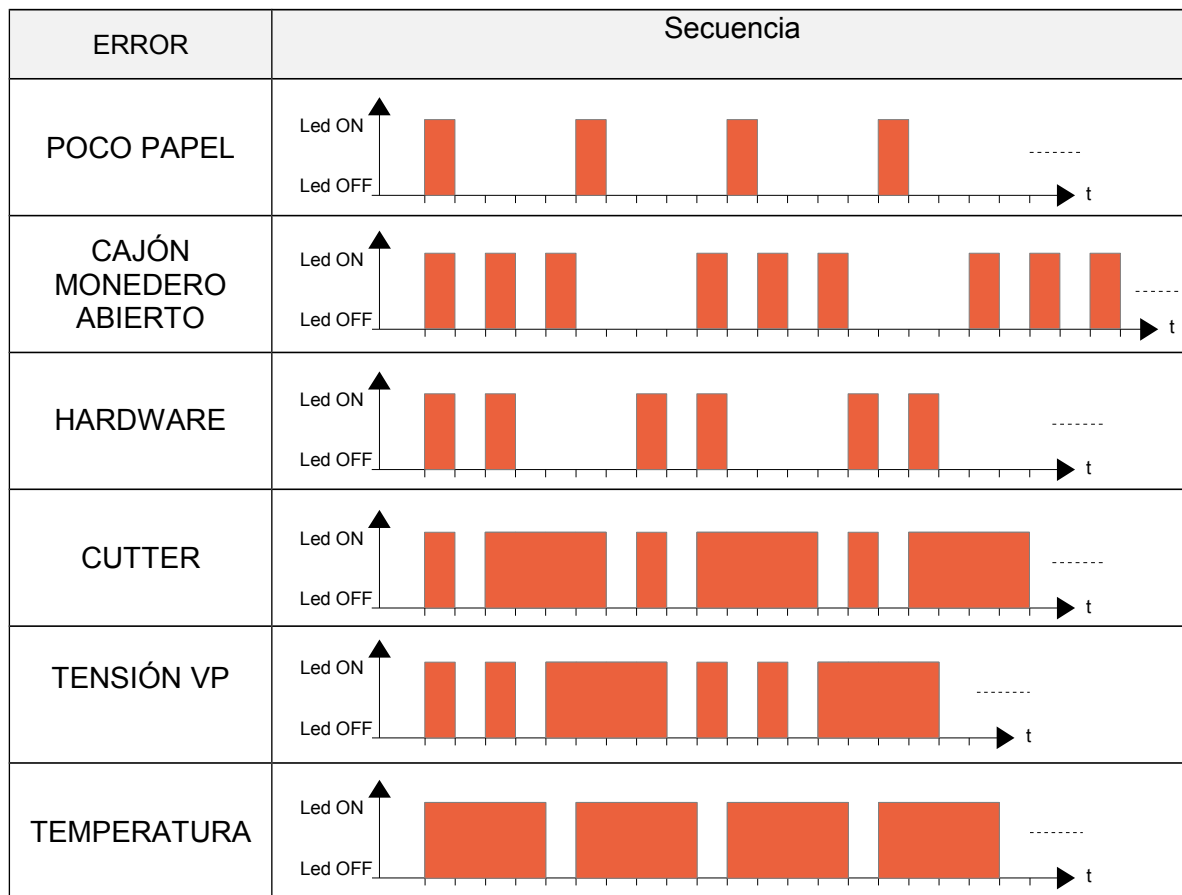 ERROR
Secuencia
POCO PAPEL
Led ON
Led OFF
t
CAJÓN
MONEDERO
ABIERTO
Led ON
Led OFF
t
HARDWARE
Led ON
Led OFF
t
CUTTER
Led ON
Led OFF
t
TENSIÓN VP
Led ON
Led OFF
t
TEMPERATURA
Led ON
Led OFF
t